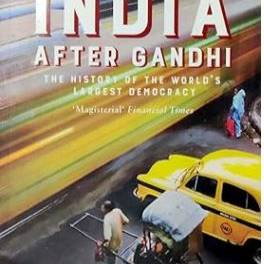 INDIA
AFTER GANDHI
THE HISTORY OF THE WORLD'S
LARGEST DEMOCRACY
'Magisterial' Financial Times